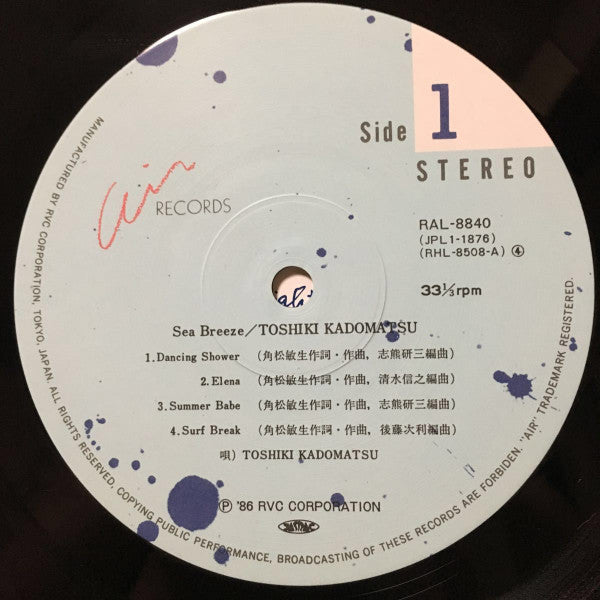 Side 1
STEREO
Air
RECORDS
RAL-8840
(JPL1-1876)
(RHL-8508-A) ④
33⅓rpm
Sea Breeze／TOSHIKI KADOMATSU
1.Dancing Shower （角松敏生作詞・作曲，志熊研三編曲）
2.Elena （角松敏生作詞・作曲，清水信之編曲）
3.Summer Babe （角松敏生作詞・作曲，志熊研三編曲）
4.Surf Break （角松敏生作詞・作曲，後藤次利編曲）
唄）TOSHIKI KADOMATSU
Ⓟ '86 RVC CORPORATION
MANUFACTURED BY RVC CORPORATION, TOKYO, JAPAN. ALL RIGHTS RESERVED, COPYING PUBLIC PERFORMANCE, BROADCASTING OF THESE RECORDS ARE FORBIDDEN. "AIR" TRADEMARK REGISTERED.